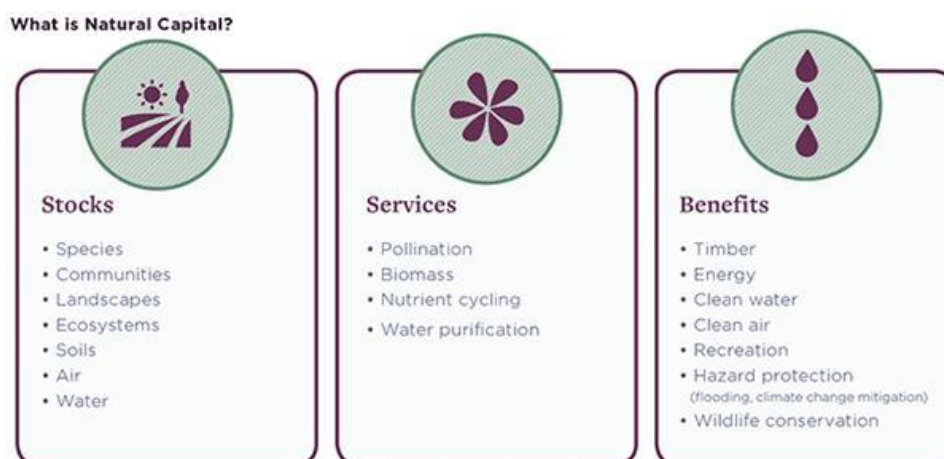 What is Natural Capital?
Stocks
• Species
• Communities
• Landscapes
• Ecosystems
• Soils
• Air
• Water
Services
• Pollination
• Biomass
• Nutrient cycling
• Water purification
Benefits
• Timber
• Energy
• Clean water
• Clean air
• Recreation
• Hazard protection
(flooding, climate change mitigation)
• Wildlife conservation